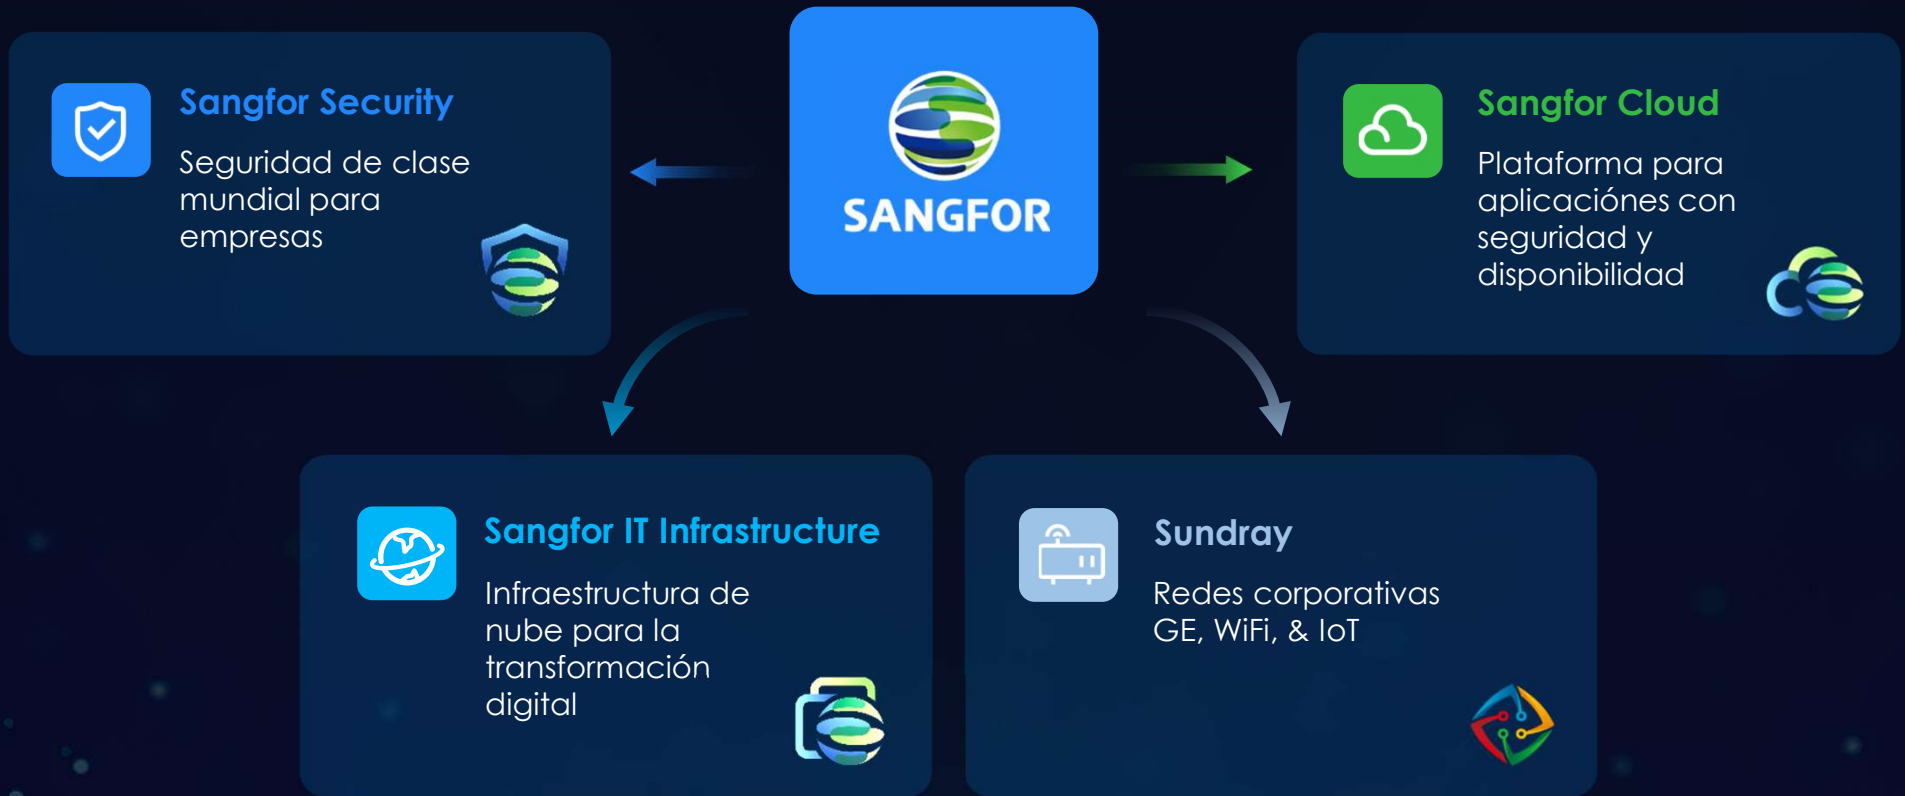 Sangfor Security
Seguridad de clase
mundial para
empresas
SANGFOR
Sangfor Cloud
Plataforma para
aplicaciónes con
seguridad y
disponibilidad
Sangfor IT Infrastructure
Infraestructura de
nube para la
transformación
digital
Sundray
Redes corporativas
GE, WiFi, & IoT